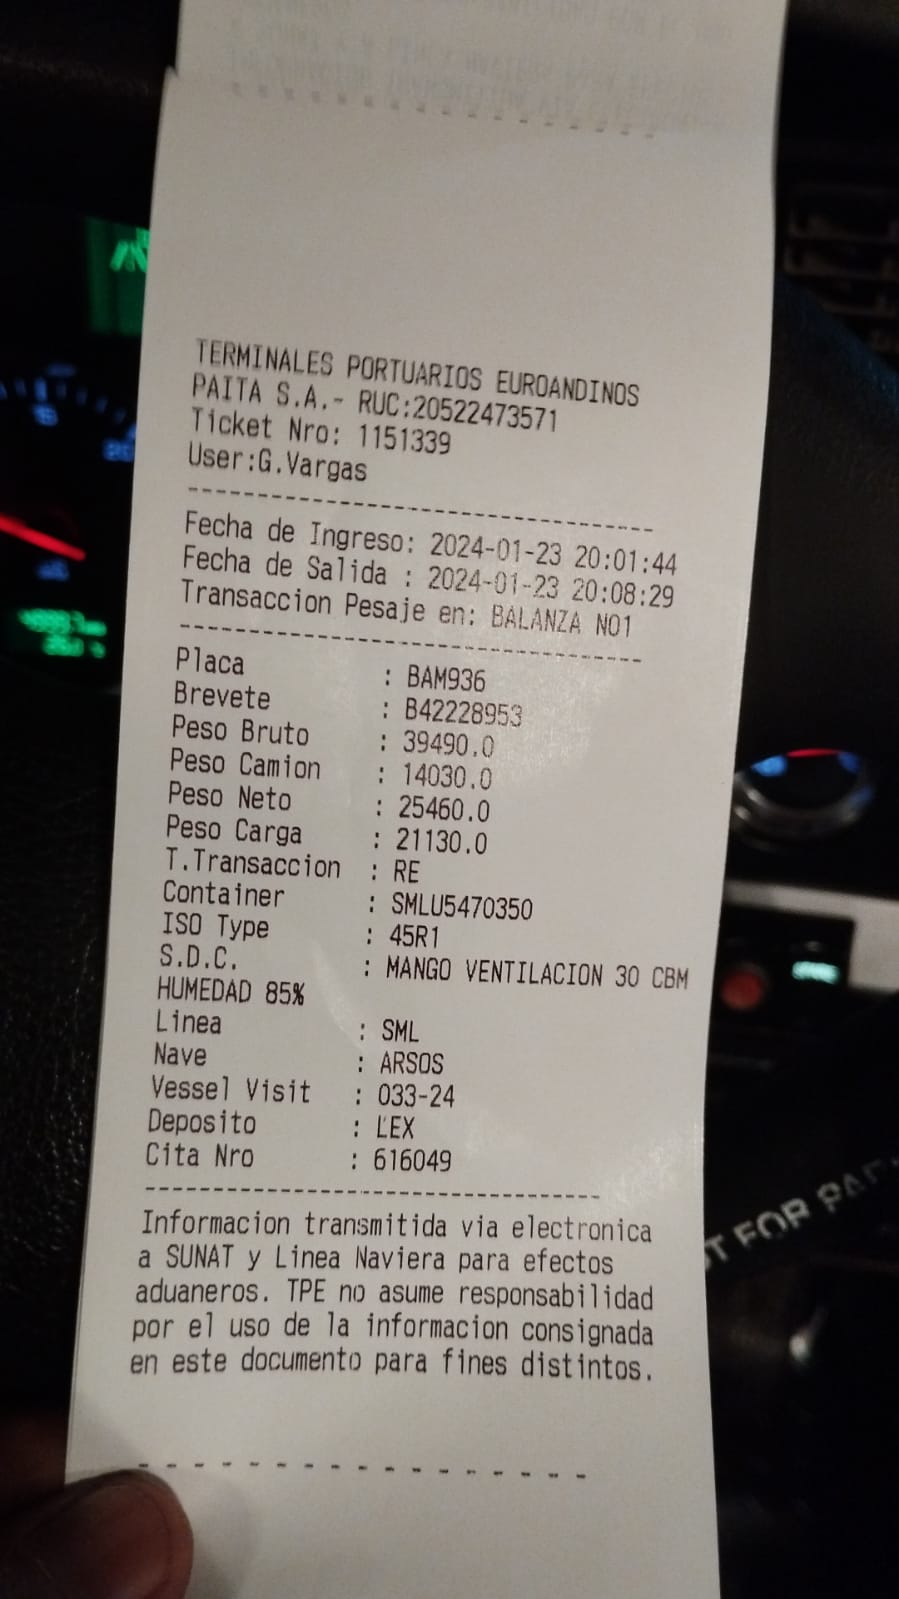 TERMINALES PORTUARIOS EUROANDINOS
PAITA S.A.- RUC:20522473571
Ticket Nro: 1151339
User:G.Vargas
Fecha de Ingreso: 2024-01-23 20:01:44
Fecha de Salida : 2024-01-23 20:08:29
Transaccion Pesaje en: BALANZA NO1
Placa : BAM936
Brevete : B42228953
Peso Bruto : 39490.0
Peso Camion : 14030.0
Peso Neto : 25460.0
Peso Carga : 21130.0
T.Transaccion : RE
Container : SMLU5470350
ISO Type : 45R1
S.D.C. : MANGO VENTILACION 30 CBM
HUMEDAD 85%
Linea : SML
Nave : ARSOS
Vessel Visit : 033-24
Deposito : LEX
Cita Nro : 616049
Informacion transmitida via electronica
a SUNAT y Linea Naviera para efectos
aduaneros. TPE no asume responsabilidad
por el uso de la informacion consignada
en este documento para fines distintos.
FOR